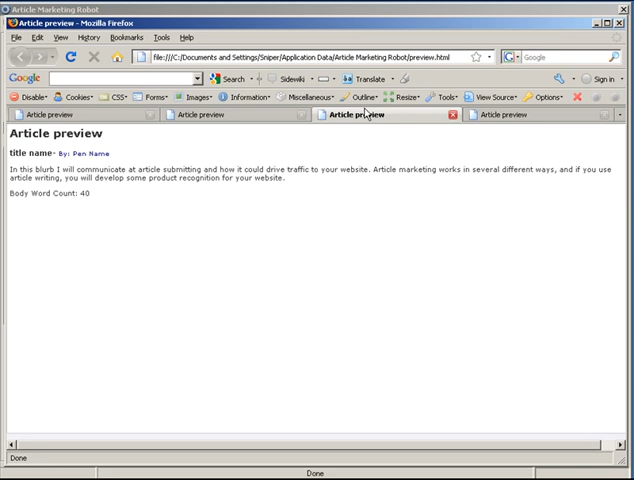 Article Marketing Robot
Article preview - Mozilla Firefox
File Edit View History Bookmarks Tools Help
file:///C:/Documents and Settings/Sniper/Application Data/Article Marketing Robot/preview.html Google
Google Search Sidewiki Translate Sign in
Disable Cookies CSS Forms Images Information Miscellaneous Outline Resize Tools View Source Options
Article preview Article preview Article preview Article preview
Article preview
title name- By: Pen Name
In this blurb I will communicate at article submitting and how it could drive traffic to your website. Article marketing works in several different ways, and if you use
article writing, you will develop some product recognition for your website.
Body Word Count: 40
Done
Done